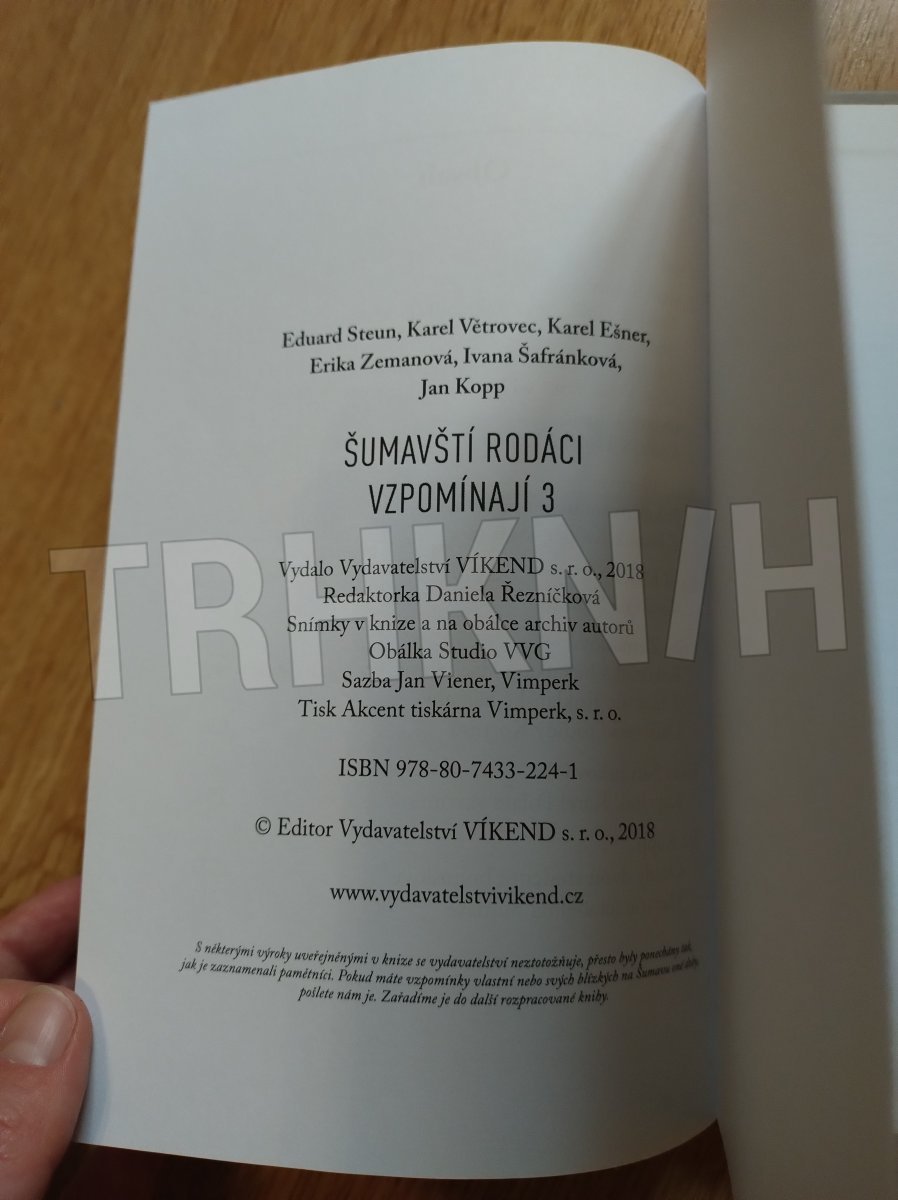 Eduard Steun, Karel Větrovec, Karel Ešner,
Erika Zemanová, Ivana Šafránková,
Jan Kopp
ŠUMAVŠTÍ RODÁCI
VZPOMÍNAJÍ 3
TRHKNIH
Vydalo Vydavatelství VÍKEND s. r. o., 2018
Redaktorka Daniela Řezníčková
Snímky v knize a na obálce archiv autorů
Obálka Studio VVG
Sazba Jan Viener, Vimperk
Tisk Akcent tiskárna Vimperk, s. r. o.
ISBN 978-80-7433-224-1
© Editor Vydavatelství VÍKEND s. r. o., 2018
www.vydavatelstvivikend.cz
S některými výroky uveřejněnými v knize se vydavatelství neztotožňuje, přesto byly ponechány tak,
jak je zaznamenali pamětníci. Pokud máte vzpomínky vlastní nebo svých blízkých na Šumavu oné doby,
pošlete nám je. Zařadíme je do další rozpracované knihy.